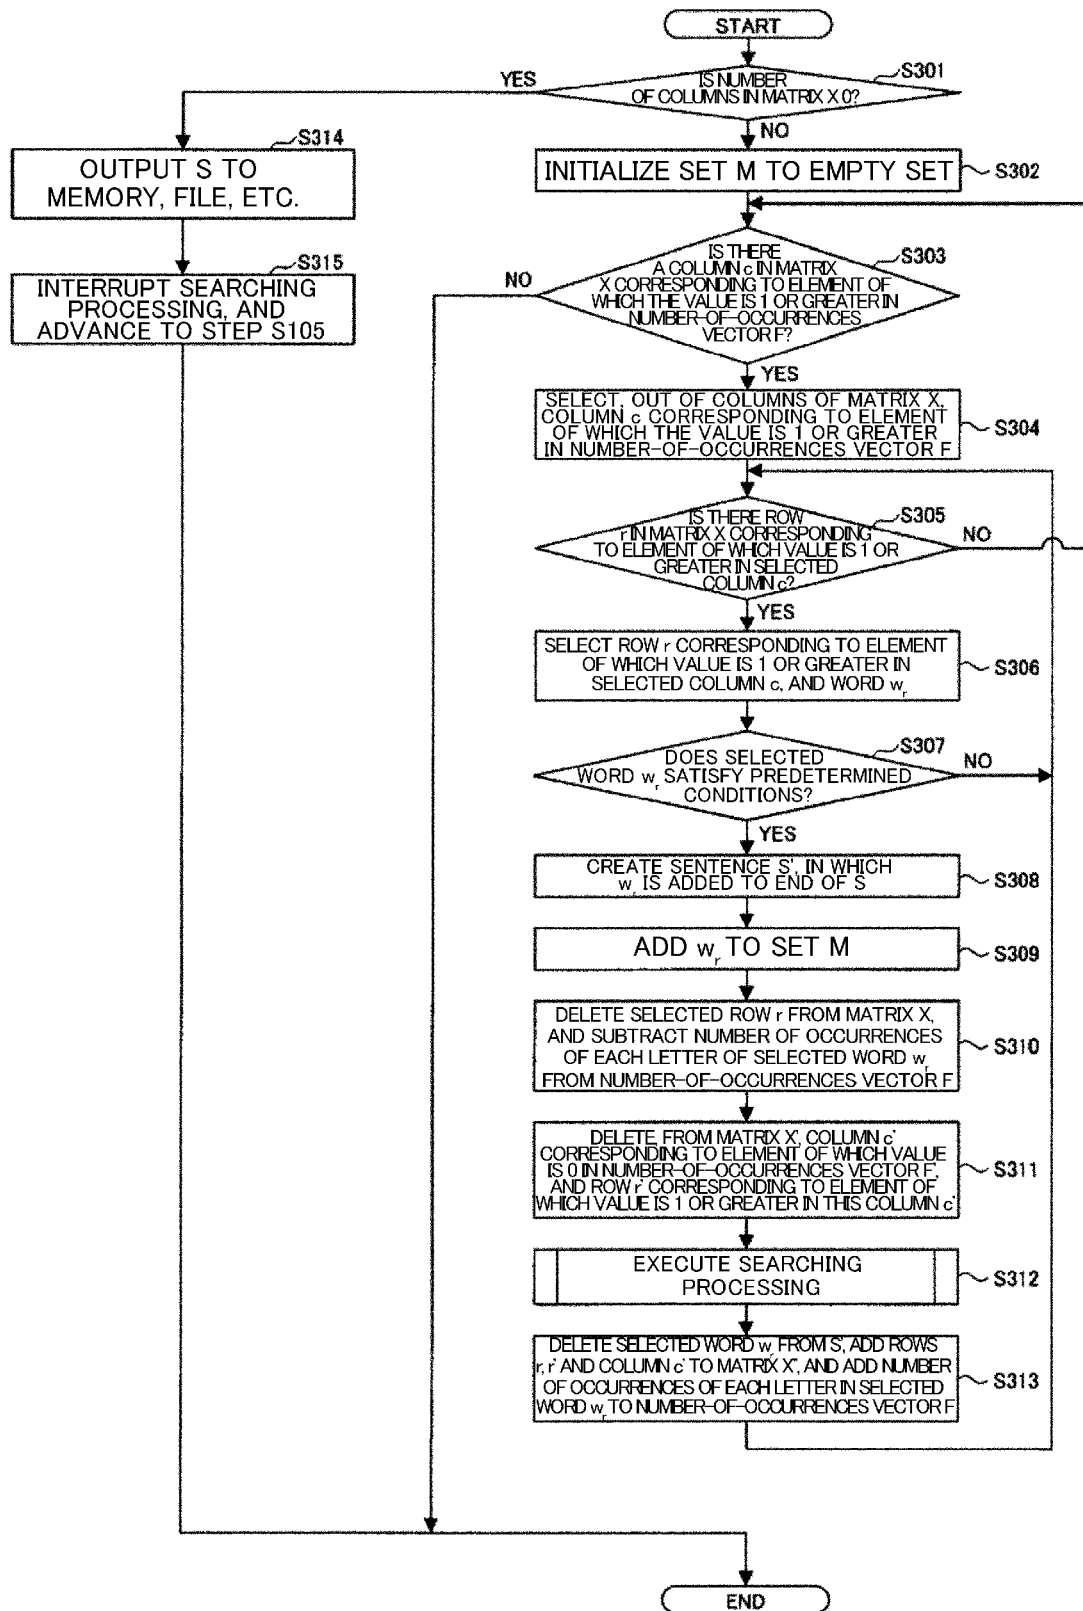 START
S301
IS NUMBER
OF COLUMNS IN MATRIX X 0?
YES
NO
S314
OUTPUT S TO
MEMORY, FILE, ETC.
INITIALIZE SET M TO EMPTY SET
S302
S315
INTERRUPT SEARCHING
PROCESSING, AND
ADVANCE TO STEP S105
S303
IS THERE
A COLUMN c IN MATRIX
X CORRESPONDING TO ELEMENT OF
WHICH THE VALUE IS 1 OR GREATER IN
NUMBER-OF-OCCURRENCES
VECTOR F?
NO
YES
SELECT, OUT OF COLUMNS OF MATRIX X,
COLUMN c CORRESPONDING TO ELEMENT
OF WHICH THE VALUE IS 1 OR GREATER
IN NUMBER-OF-OCCURRENCES VECTOR F
S304
S305
IS THERE ROW
r IN MATRIX X CORRESPONDING
TO ELEMENT OF WHICH VALUE IS 1 OR
GREATER IN SELECTED
COLUMN c?
NO
YES
SELECT ROW r CORRESPONDING TO ELEMENT
OF WHICH VALUE IS 1 OR GREATER IN
SELECTED COLUMN c, AND WORD wr
S306
S307
DOES SELECTED
WORD wr SATISFY PREDETERMINED
CONDITIONS?
NO
YES
CREATE SENTENCE S', IN WHICH
wr IS ADDED TO END OF S
S308
ADD wr TO SET M
S309
DELETE SELECTED ROW r FROM MATRIX X,
AND SUBTRACT NUMBER OF OCCURRENCES
OF EACH LETTER OF SELECTED WORD wr
FROM NUMBER-OF-OCCURRENCES VECTOR F
S310
DELETE, FROM MATRIX X', COLUMN c'
CORRESPONDING TO ELEMENT OF WHICH VALUE
IS 0 IN NUMBER-OF-OCCURRENCES VECTOR F',
AND ROW r' CORRESPONDING TO ELEMENT OF
WHICH VALUE IS 1 OR GREATER IN THIS COLUMN c'
S311
EXECUTE SEARCHING
PROCESSING
S312
DELETE SELECTED WORD wr FROM S', ADD ROWS
r, r' AND COLUMN c' TO MATRIX X'', AND ADD NUMBER
OF OCCURRENCES OF EACH LETTER IN SELECTED
WORD wr TO NUMBER-OF-OCCURRENCES VECTOR F
S313
END